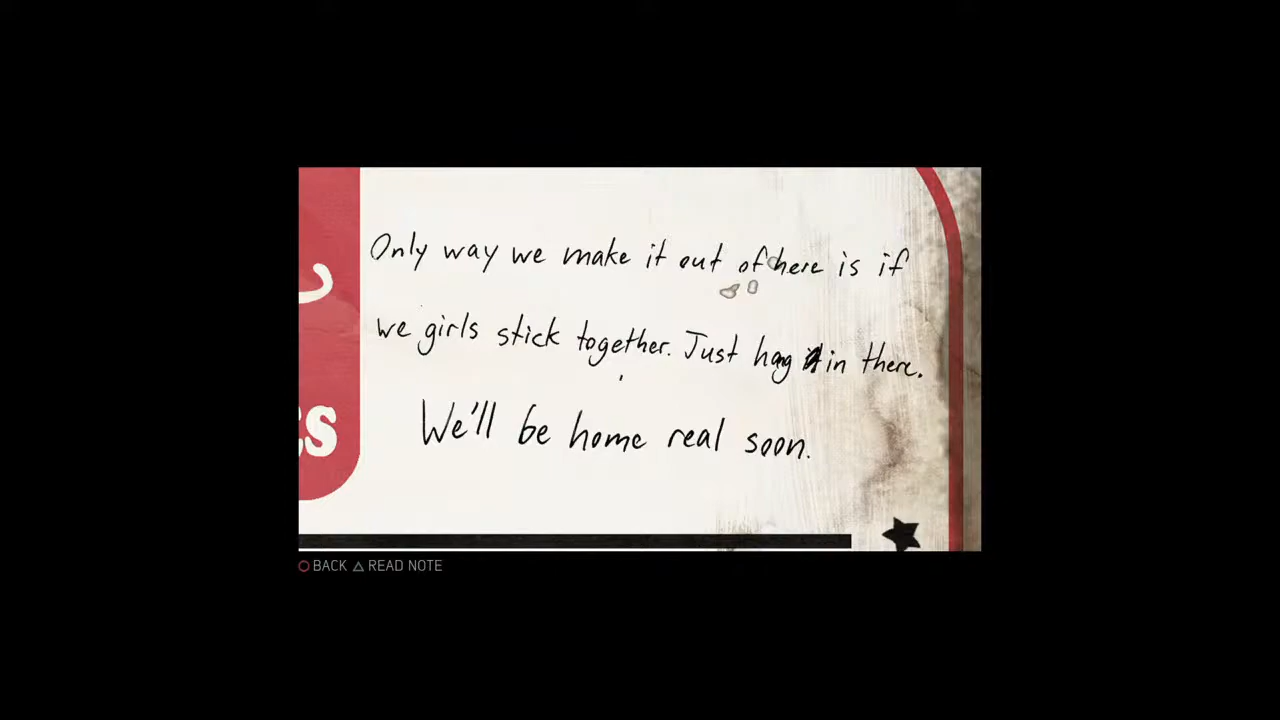 Only way we make it out of here is if
we girls stick together. Just hang in there.
We'll be home real soon.
ES
BACK READ NOTE